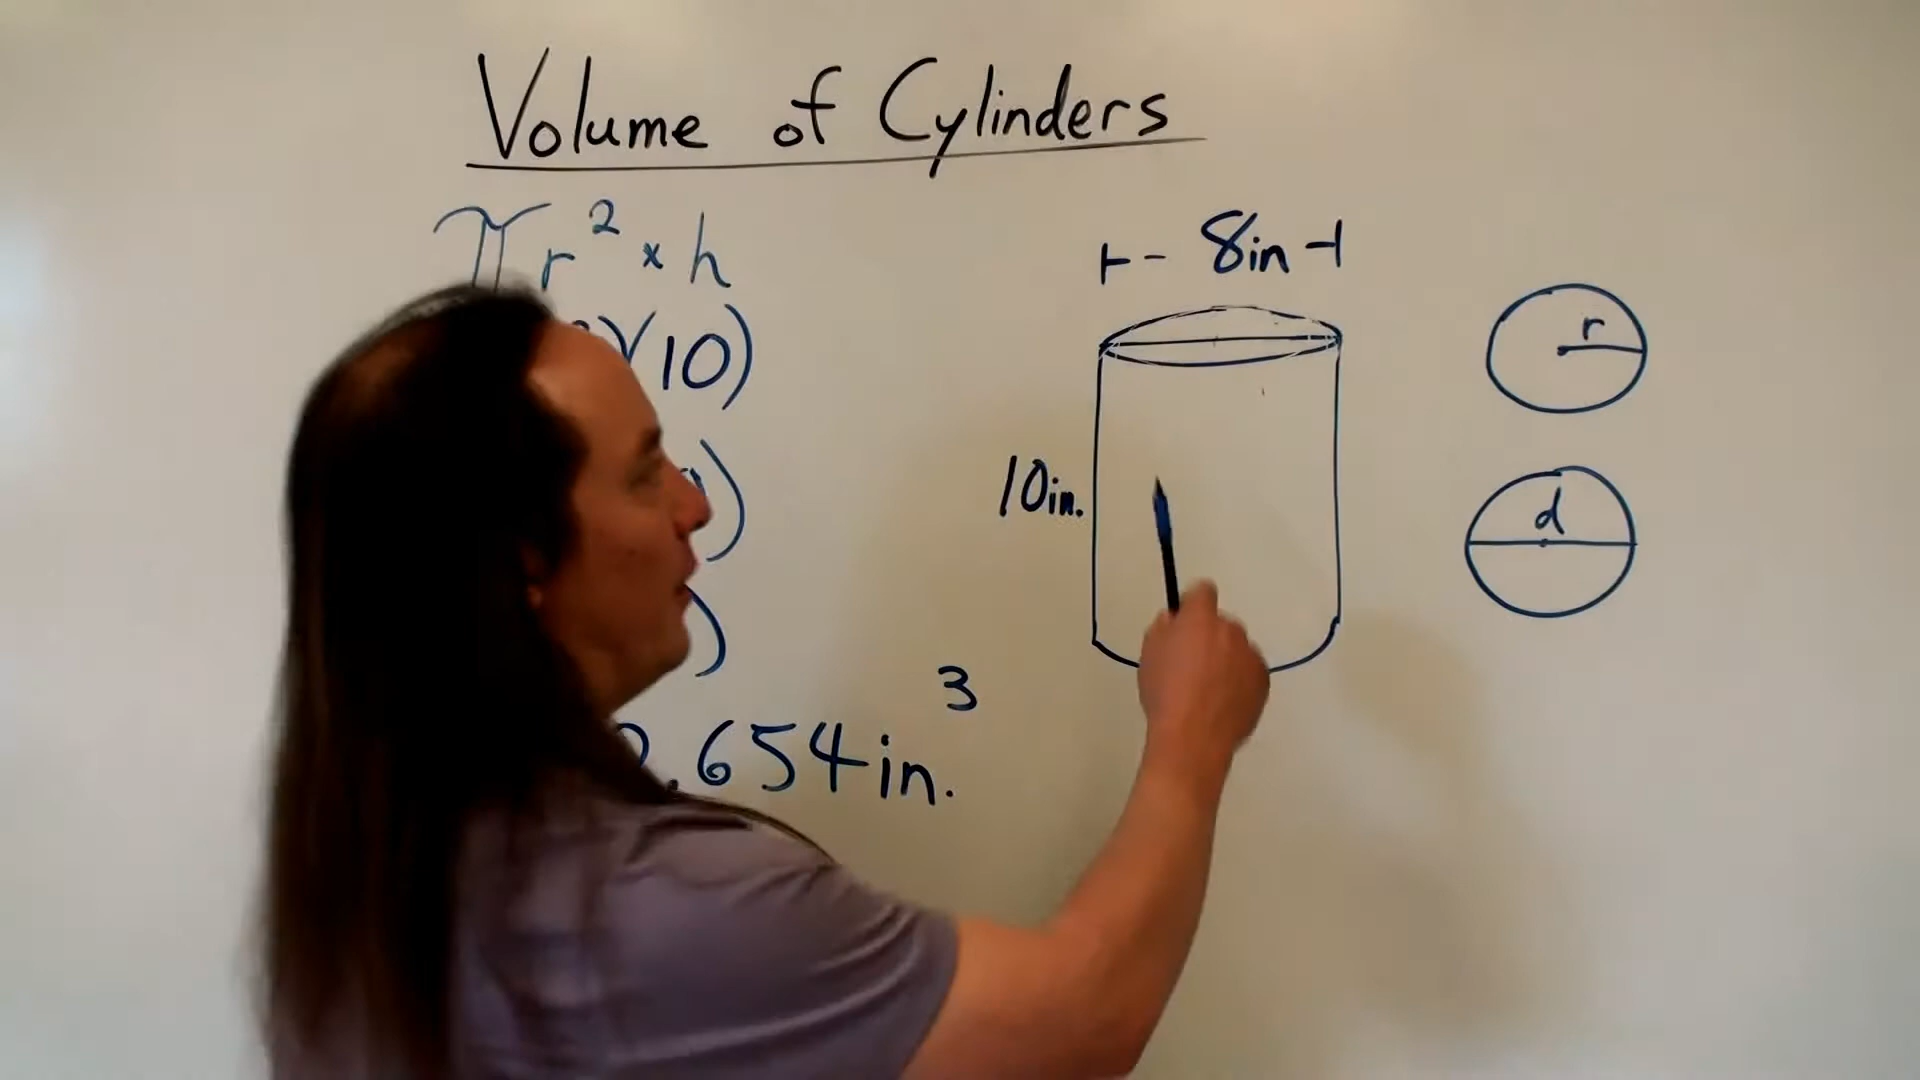 Volume of Cylinders
πr² × h
8in
)(10)
r
10in.
d
)
)
.654in.³